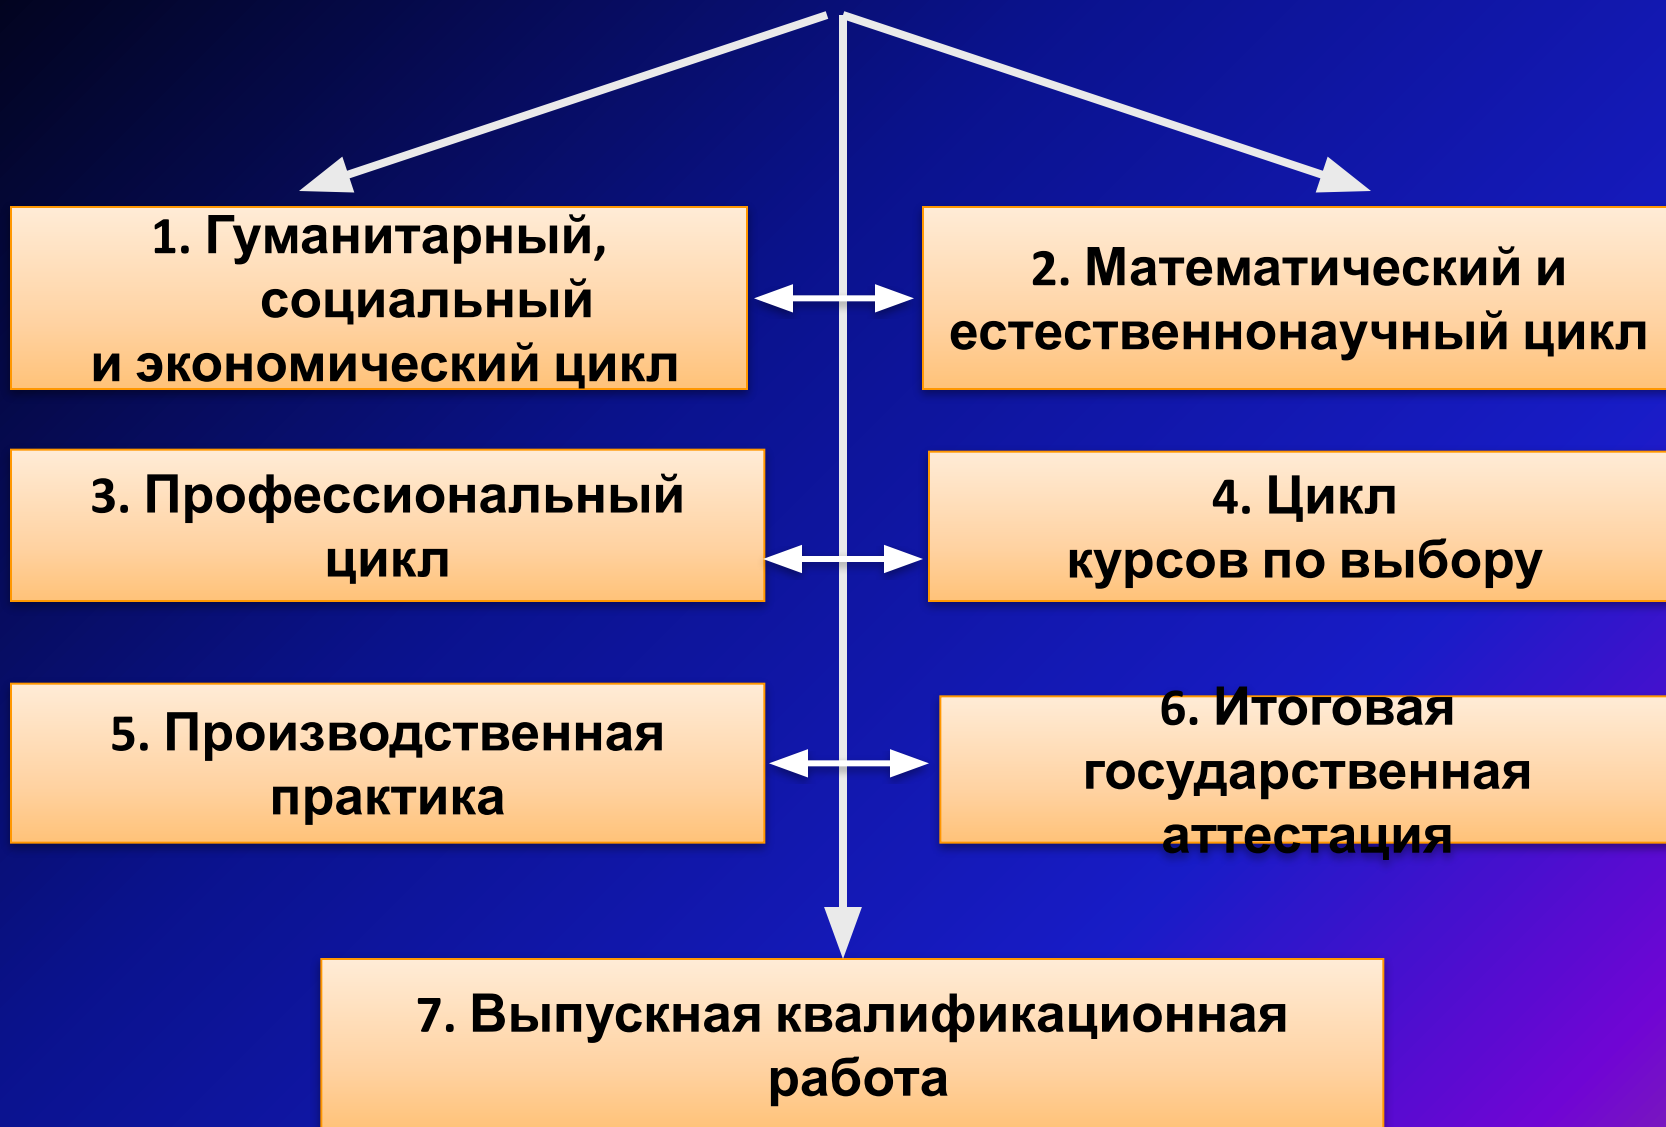 1. Гуманитарный,
социальный
и экономический цикл
2. Математический и
естественнонаучный цикл
3. Профессиональный
цикл
4. Цикл
курсов по выбору
5. Производственная
практика
6. Итоговая
государственная
аттестация
7. Выпускная квалификационная
работа